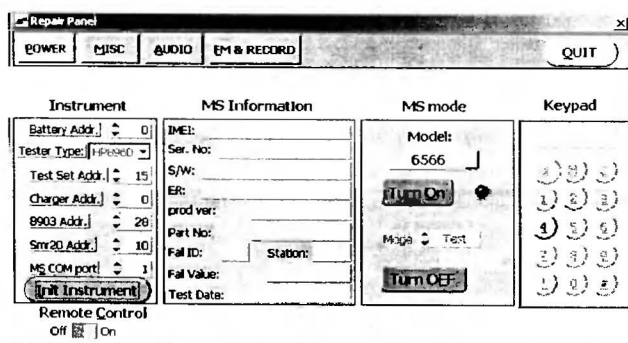 Repair Panel
POWER MISC AUDIO FM & RECORD QUIT
Instrument MS Information MS mode Keypad
Battery Addr. 0
Tester Type:
Test Set Addr. 15
Charger Addr. 0
8903 Addr. 28
Smr20 Addr. 10
MS COM port 1
Init Instrument
Remote Control
Off On
IMEI:
Ser. No:
S/W:
ER:
prod ver:
Part No:
Fal ID: Station:
Fal Value:
Test Date:
Model:
6566
Turn On
Test
Turn OFF